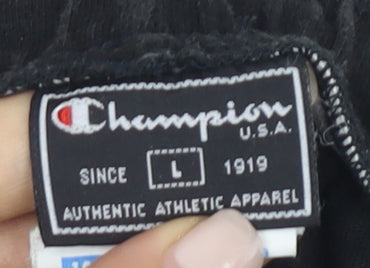 Champion
U.S.A.
SINCE L 1919
AUTHENTIC ATHLETIC APPAREL